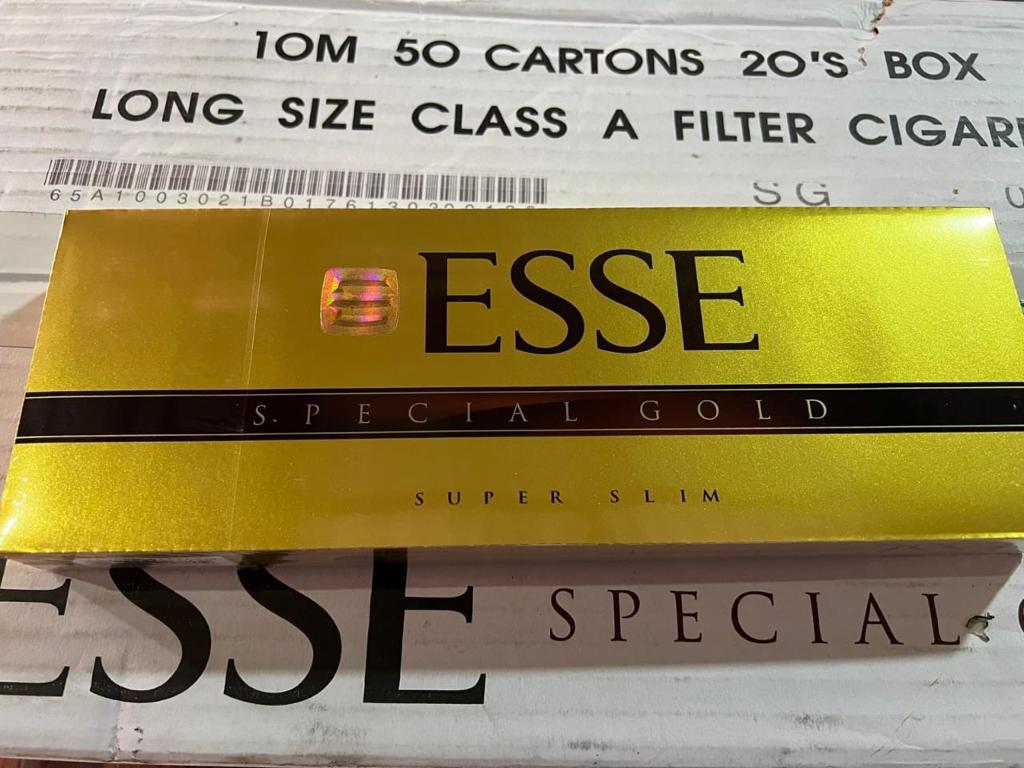 10M 50 CARTONS 20'S BOX
LONG SIZE CLASS A FILTER
SG
ESSE
SPECIAL GOLD
SUPER SLIM
ESSE SPECIAL